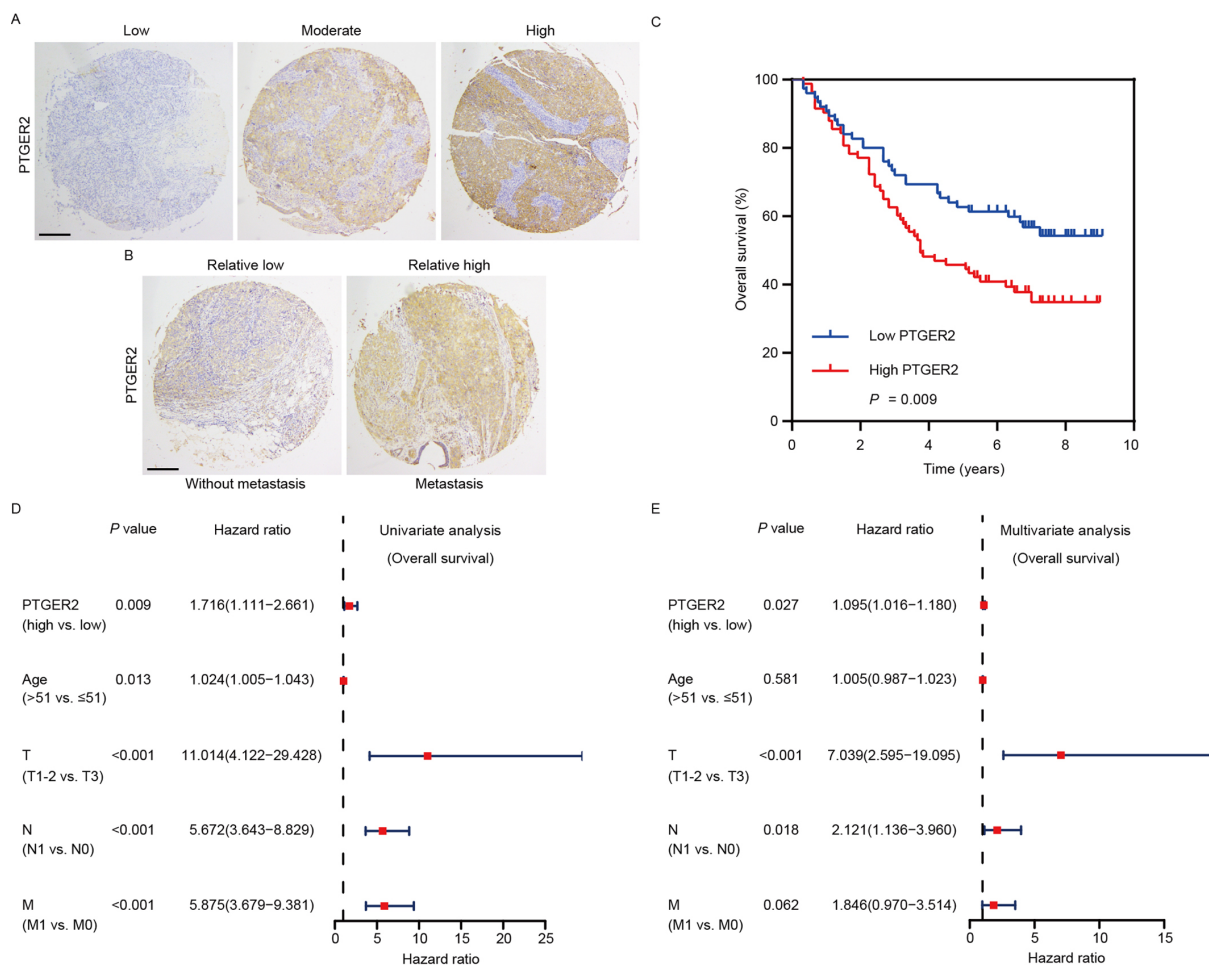 A
Low
Moderate
High
PTGER2
B
Relative low
Relative high
PTGER2
Without metastasis
Metastasis
C
Overall survival (%)
100
80
60
40
20
0
Low PTGER2
High PTGER2
P = 0.009
0 2 4 6 8 10
Time (years)
D
P value Hazard ratio Univariate analysis
(Overall survival)
PTGER2 0.009 1.716(1.111−2.661)
(high vs. low)
Age 0.013 1.024(1.005−1.043)
(>51 vs. ≤51)
T <0.001 11.014(4.122−29.428)
(T1-2 vs. T3)
N <0.001 5.672(3.643−8.829)
(N1 vs. N0)
M <0.001 5.875(3.679−9.381)
(M1 vs. M0)
0 5 10 15 20 25
Hazard ratio
E
P value Hazard ratio Multivariate analysis
(Overall survival)
PTGER2 0.027 1.095(1.016−1.180)
(high vs. low)
Age 0.581 1.005(0.987−1.023)
(>51 vs. ≤51)
T <0.001 7.039(2.595−19.095)
(T1-2 vs. T3)
N 0.018 2.121(1.136−3.960)
(N1 vs. N0)
M 0.062 1.846(0.970−3.514)
(M1 vs. M0)
0 5 10 15
Hazard ratio